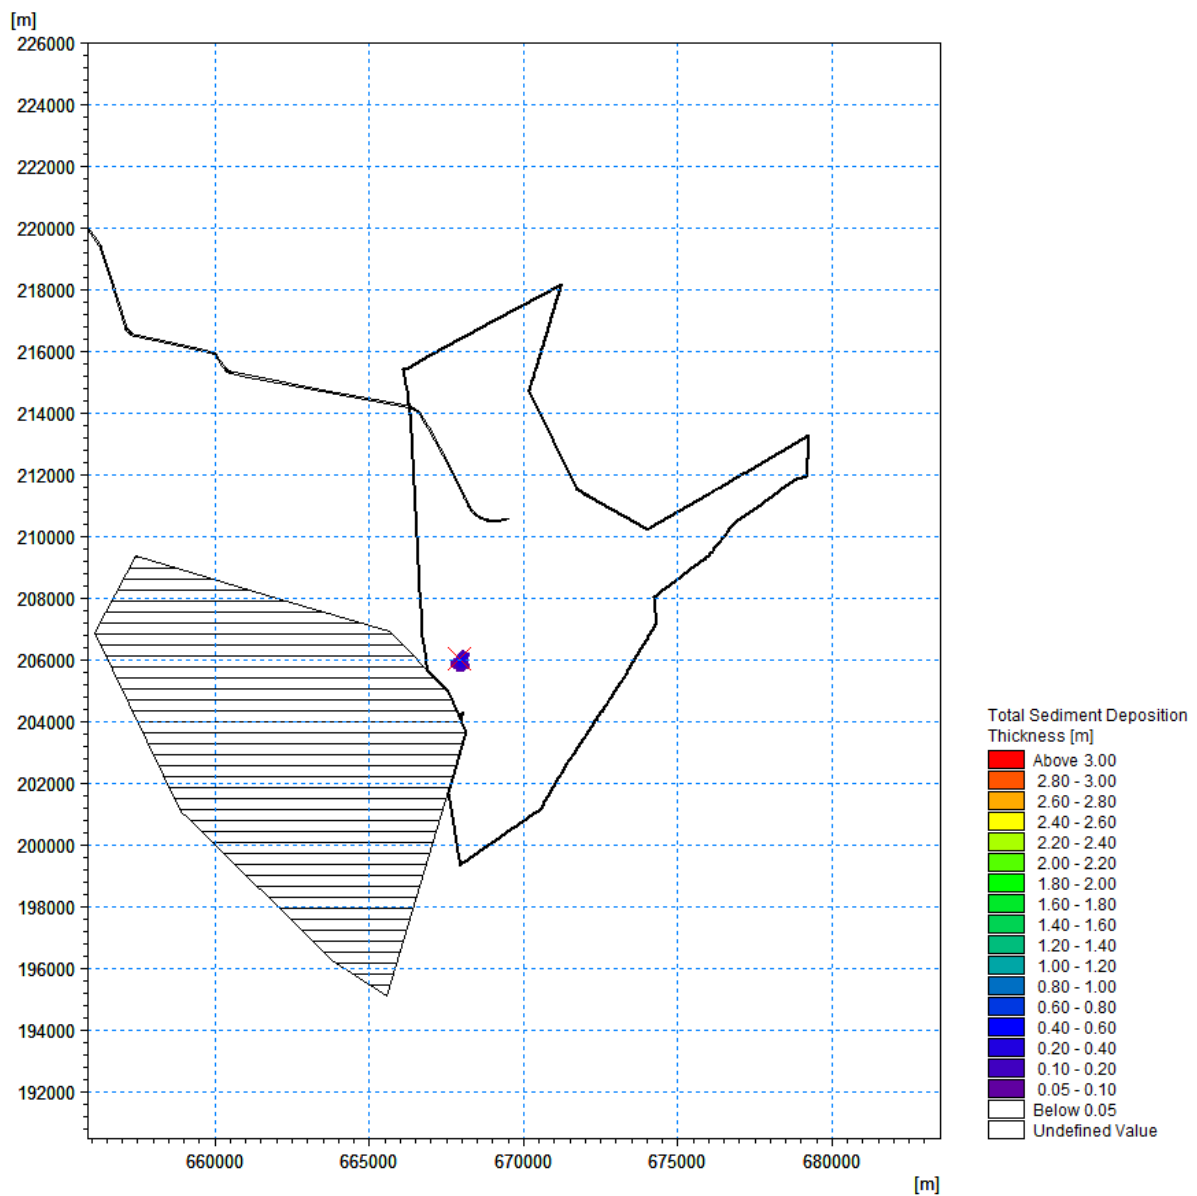 [m]
226000
224000
222000
220000
218000
216000
214000
212000
210000
208000
206000
204000
202000
200000
198000
196000
194000
192000
660000 665000 670000 675000 680000
[m]
Total Sediment Deposition
Thickness [m]
Above 3.00
2.80 - 3.00
2.60 - 2.80
2.40 - 2.60
2.20 - 2.40
2.00 - 2.20
1.80 - 2.00
1.60 - 1.80
1.40 - 1.60
1.20 - 1.40
1.00 - 1.20
0.80 - 1.00
0.60 - 0.80
0.40 - 0.60
0.20 - 0.40
0.10 - 0.20
0.05 - 0.10
Below 0.05
Undefined Value